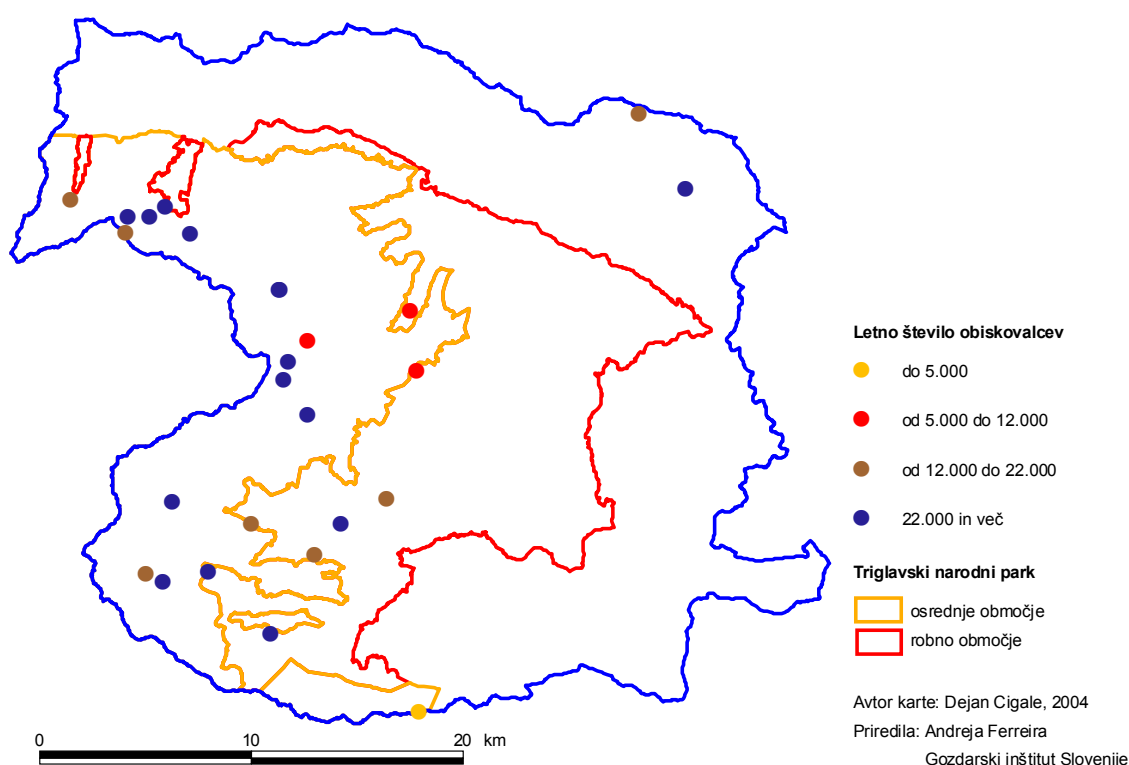 Letno število obiskovalcev
do 5.000
od 5.000 do 12.000
od 12.000 do 22.000
22.000 in več
Triglavski narodni park
osrednje območje
robno območje
Avtor karte: Dejan Cigale, 2004
Priredila: Andreja Ferreira
Gozdarski inštitut Slovenije
0 10 20 km